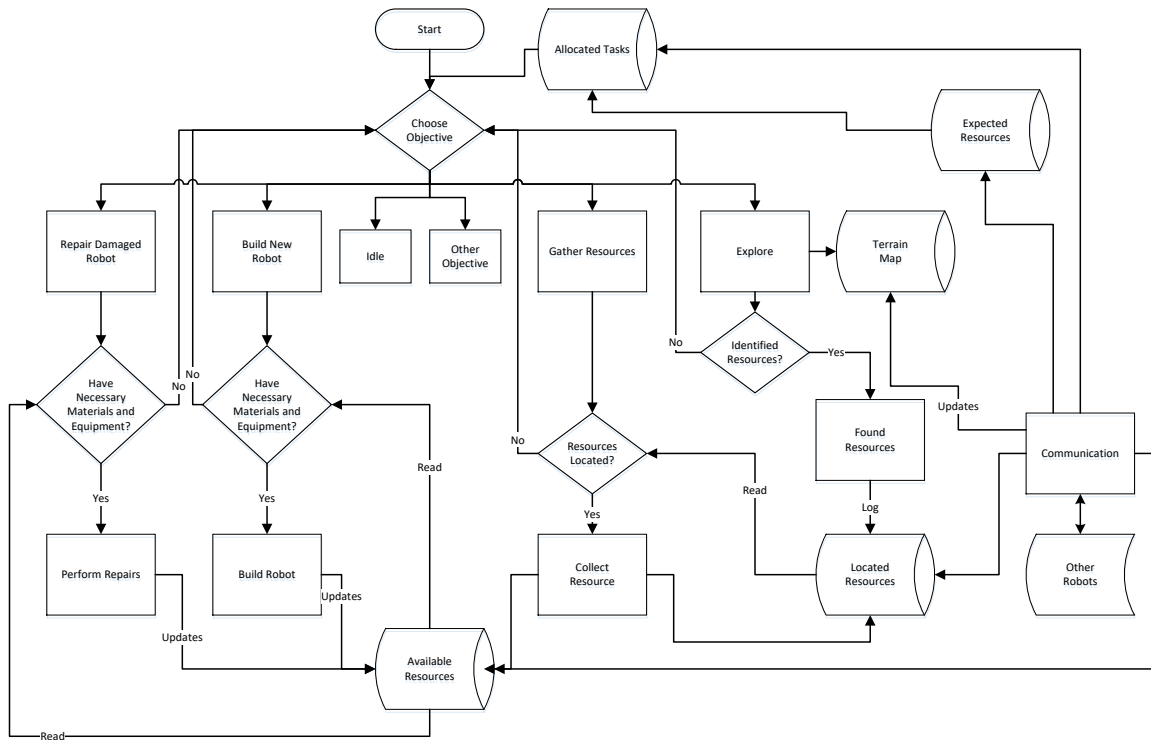 Start
Allocated Tasks
Choose
Objective
Expected
Resources
Repair Damaged
Robot
Build New
Robot
Idle
Other
Objective
Gather Resources
Explore
Terrain
Map
No
Identified
Resources?
Yes
No
No
Have
Necessary
Materials and
Equipment?
Have
Necessary
Materials and
Equipment?
Updates
Found
Resources
No
Resources
Located?
Communication
Read
Read
Yes
Yes
Yes
Log
Perform Repairs
Build Robot
Collect
Resource
Located
Resources
Other
Robots
Updates
Updates
Available
Resources
Read